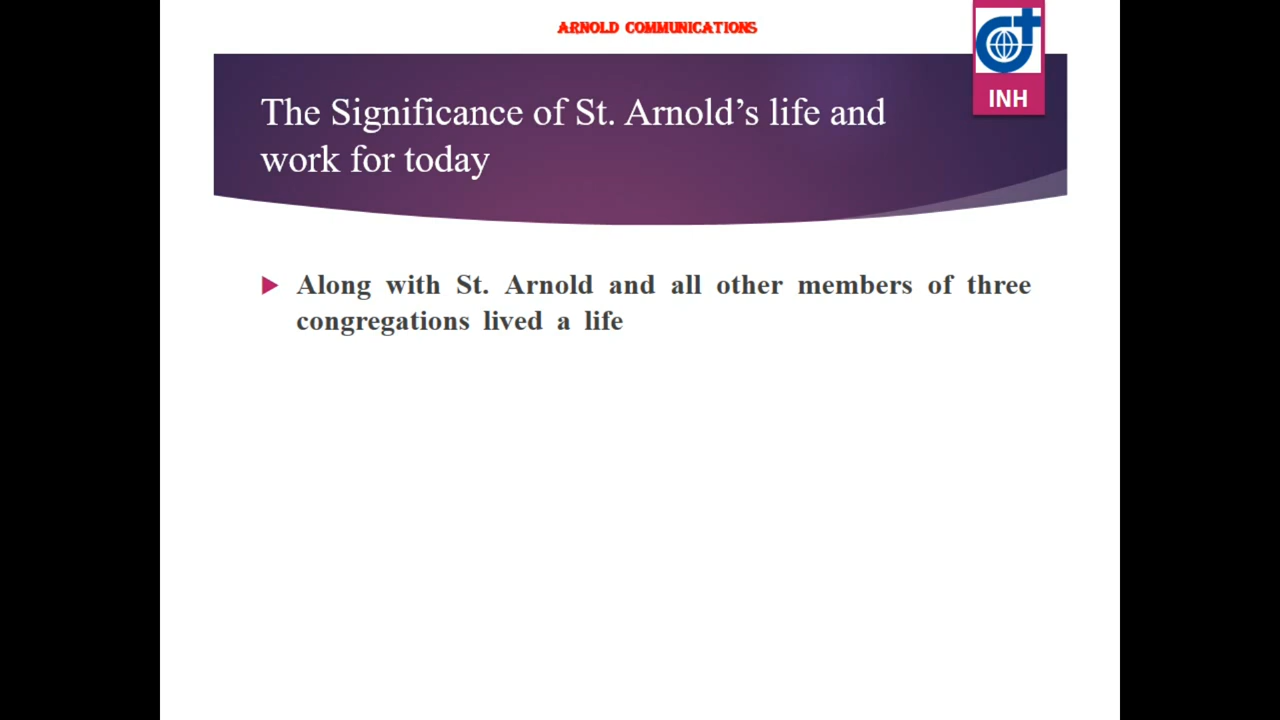 ARNOLD COMMUNICATIONS
INH
The Significance of St. Arnold’s life and
work for today
Along with St. Arnold and all other members of three
congregations lived a life